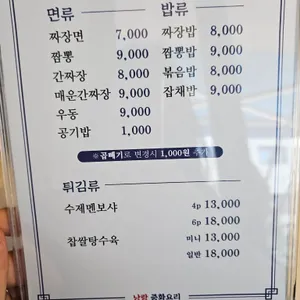 면류
짜장면 7,000
짬뽕 9,000
간짜장 8,000
매운간짜장 9,000
우동 9,000
공기밥 1,000
밥류
짜장밥 8,000
짬뽕밥 9,000
볶음밥 8,000
잡채밥 9,000
※곱빼기로 변경시 1,000원 추가
튀김류
수제멘보샤 4p 13,000
6p 18,000
찹쌀탕수육 미니 13,000
일반 18,000
중화요리